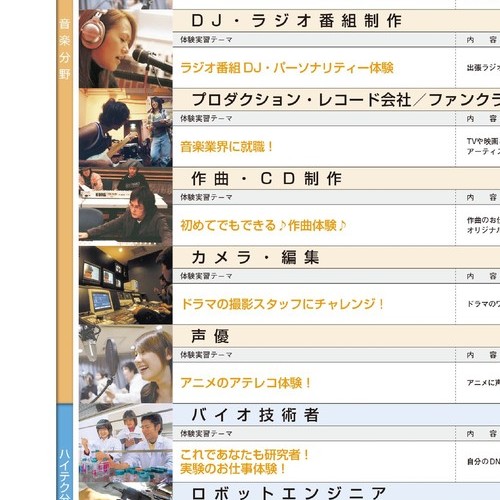 音楽分野
DJ・ラジオ番組制作
体験実習テーマ
内 容
ラジオ番組DJ・パーソナリティー体験
出張ラジオ
プロダクション・レコード会社／ファンクラ
体験実習テーマ
内 容
音楽業界に就職！
TVや映画
アーティス
作曲・CD制作
体験実習テーマ
内 容
初めてでもできる♪作曲体験♪
作曲のお仕
オリジナル
カメラ・編集
体験実習テーマ
内 容
ドラマの撮影スタッフにチャレンジ！
ドラマのワ
声優
体験実習テーマ
内 容
アニメのアテレコ体験！
アニメに声
ハイテク分
バイオ技術者
体験実習テーマ
内 容
これであなたも研究者！
実験のお仕事体験！
自分のDN
ロボットエンジニア